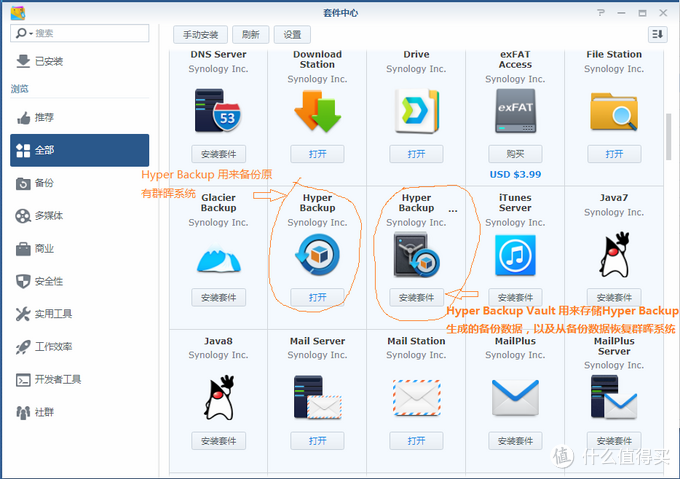 套件中心
搜索
手动安装
刷新
设置
已安装
浏览
推荐
全部
备份
多媒体
商业
安全性
实用工具
工作效率
开发者工具
社群
DNS Server
Synology Inc.
53
安装套件
Download
Station
Synology Inc.
打开
Drive
Synology Inc.
打开
exFAT
Access
Synology Inc.
exFAT
购买
USD $3.99
File Station
Synology Inc.
打开
Hyper Backup 用来备份原
有群晖系统
Glacier
Backup
Synology Inc.
安装套件
Hyper
Backup
Synology Inc.
打开
Hyper
Backup ...
Synology Inc.
安装套件
iTunes
Server
Synology Inc.
安装套件
Java7
Synology Inc.
安装套件
Hyper Backup Vault 用来存储Hyper Backup
生成的备份数据，以及从备份数据恢复群晖系统
Java8
Synology Inc.
安装套件
Mail Server
Synology Inc.
打开
Mail Station
Synology Inc.
打开
MailPlus
Synology Inc.
安装套件
MailPlus
Server
Synology Inc.
安装套件
值 什么值得买